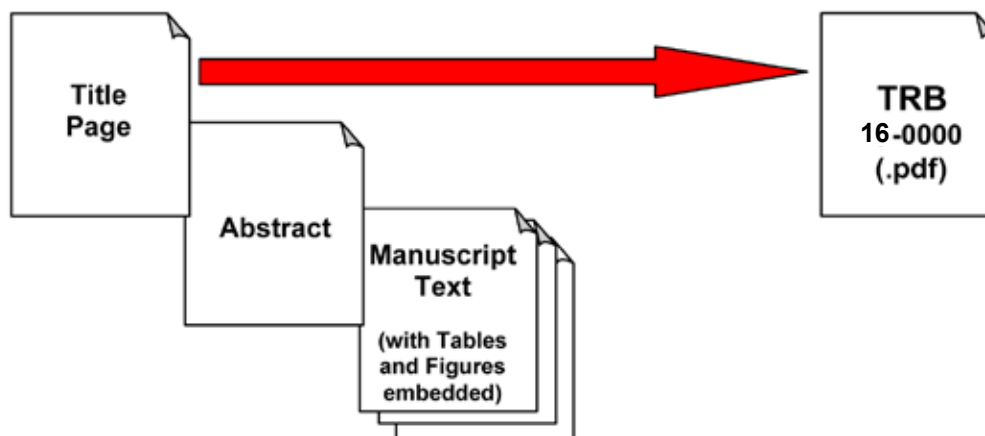 Title
Page
Abstract
Manuscript
Text
(with Tables
and Figures
embedded)
TRB
16-0000
(.pdf)